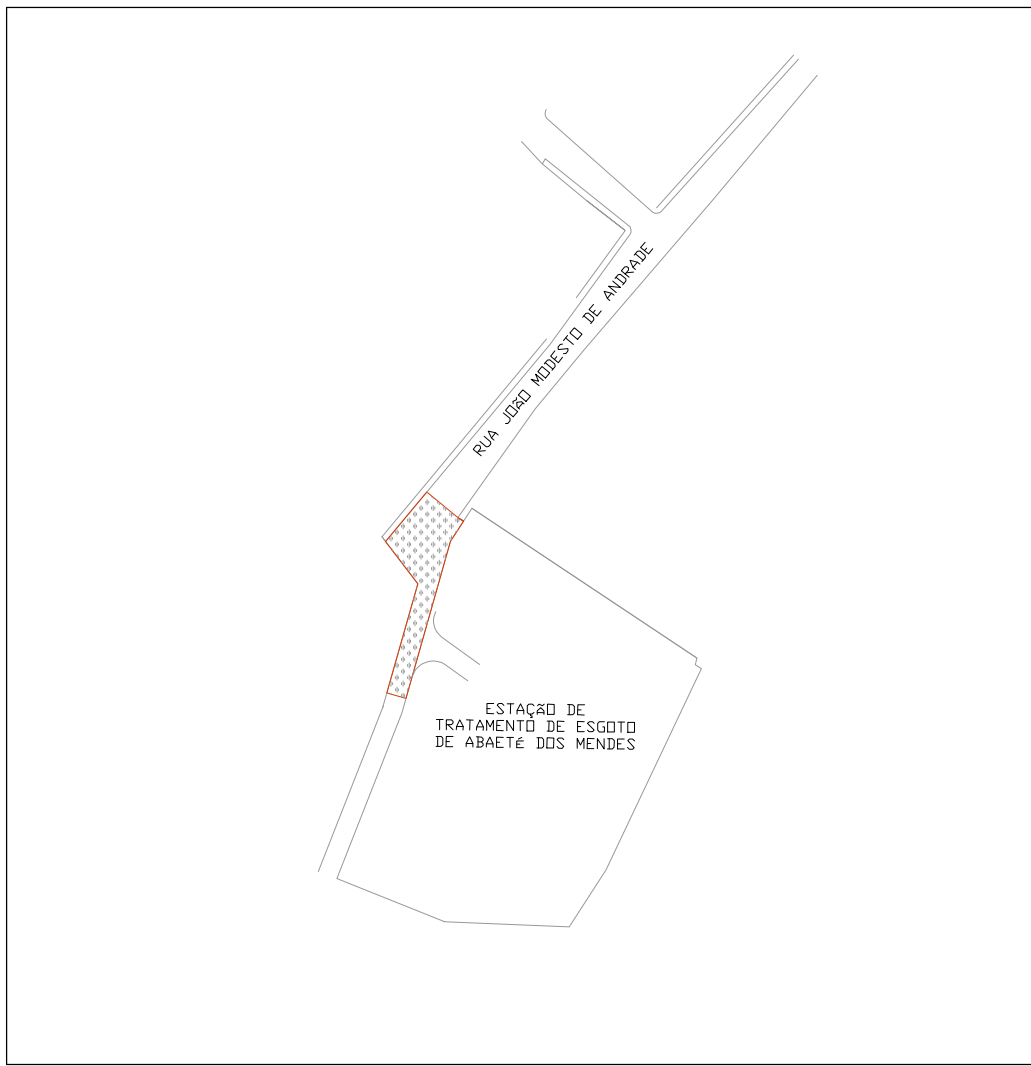 RUA JOÃO MODESTO DE ANDRADE
ESTAÇÃO DE
TRATAMENTO DE ESGOTO
DE ABAETÉ DOS MENDES